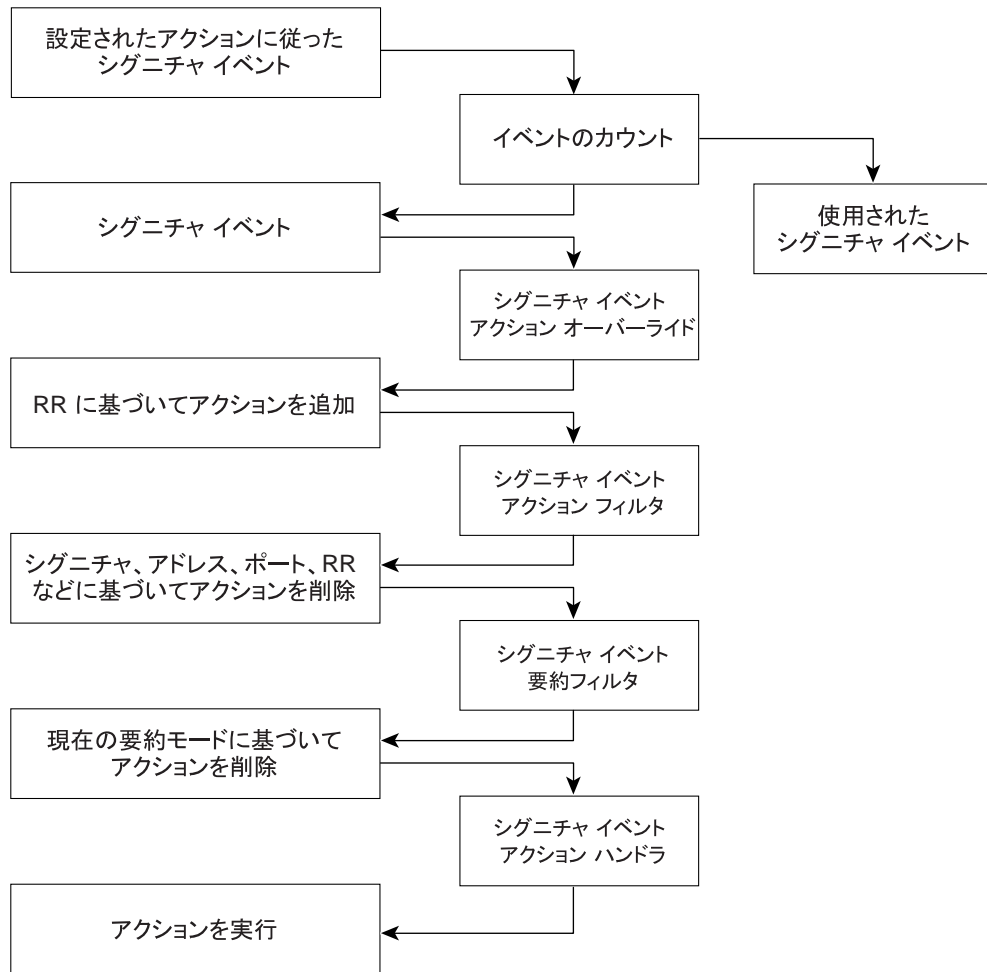 設定されたアクションに従った
シグニチャ イベント
イベントのカウント
シグニチャ イベント
使用された
シグニチャ イベント
シグニチャ イベント
アクション オーバーライド
RR に基づいてアクションを追加
シグニチャ イベント
アクション フィルタ
シグニチャ、アドレス、ポート、RR
などに基づいてアクションを削除
シグニチャ イベント
要約フィルタ
現在の要約モードに基づいて
アクションを削除
シグニチャ イベント
アクション ハンドラ
アクションを実行